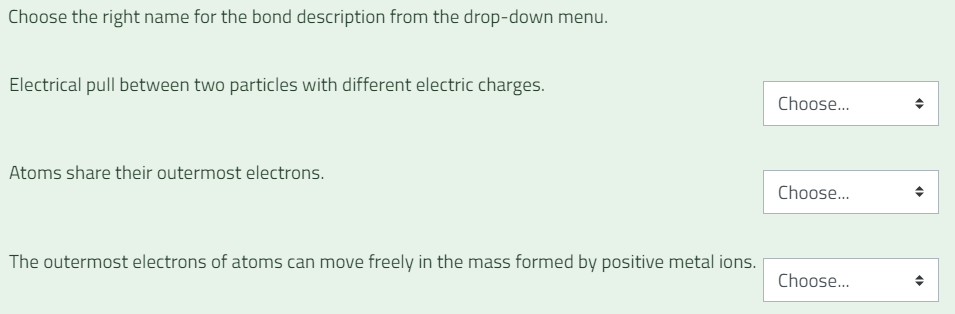 Choose the right name for the bond description from the drop-down menu.
Electrical pull between two particles with different electric charges.
Choose...
Atoms share their outermost electrons.
Choose...
The outermost electrons of atoms can move freely in the mass formed by positive metal ions.
Choose...